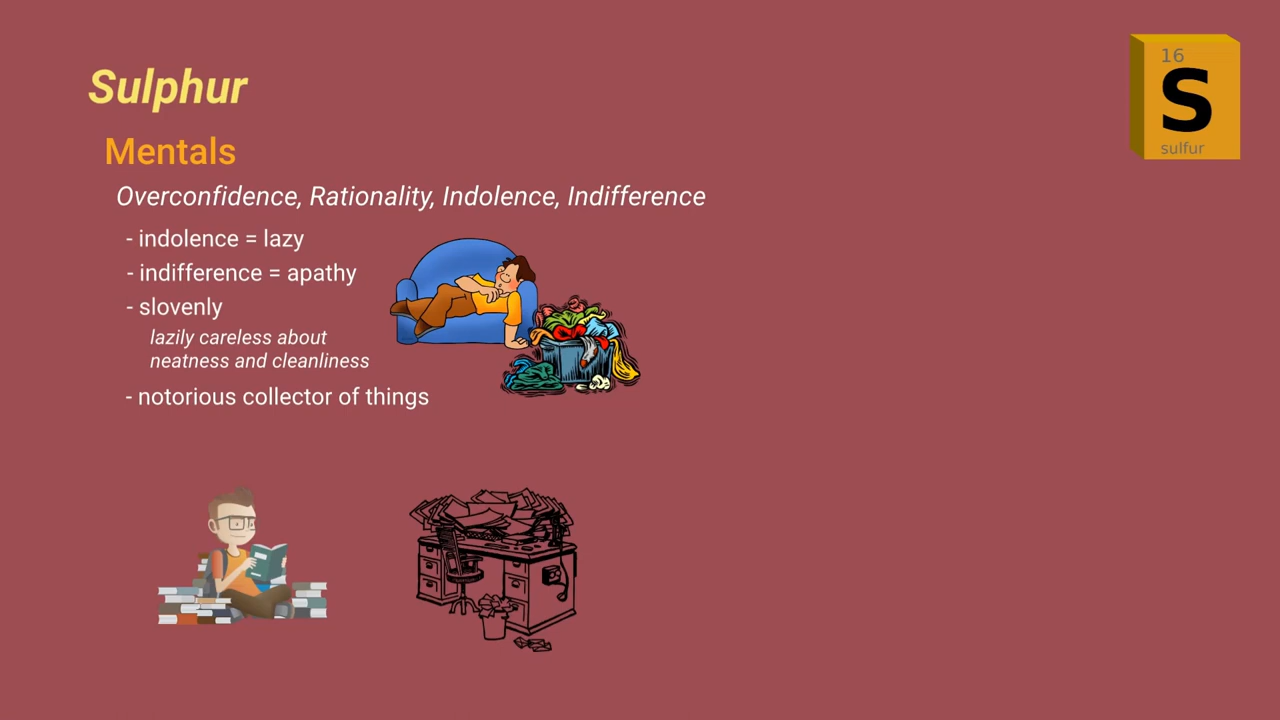 Sulphur
Mentals
Overconfidence, Rationality, Indolence, Indifference
- indolence = lazy
- indifference = apathy
- slovenly
lazily careless about
neatness and cleanliness
- notorious collector of things
16
S
sulfur